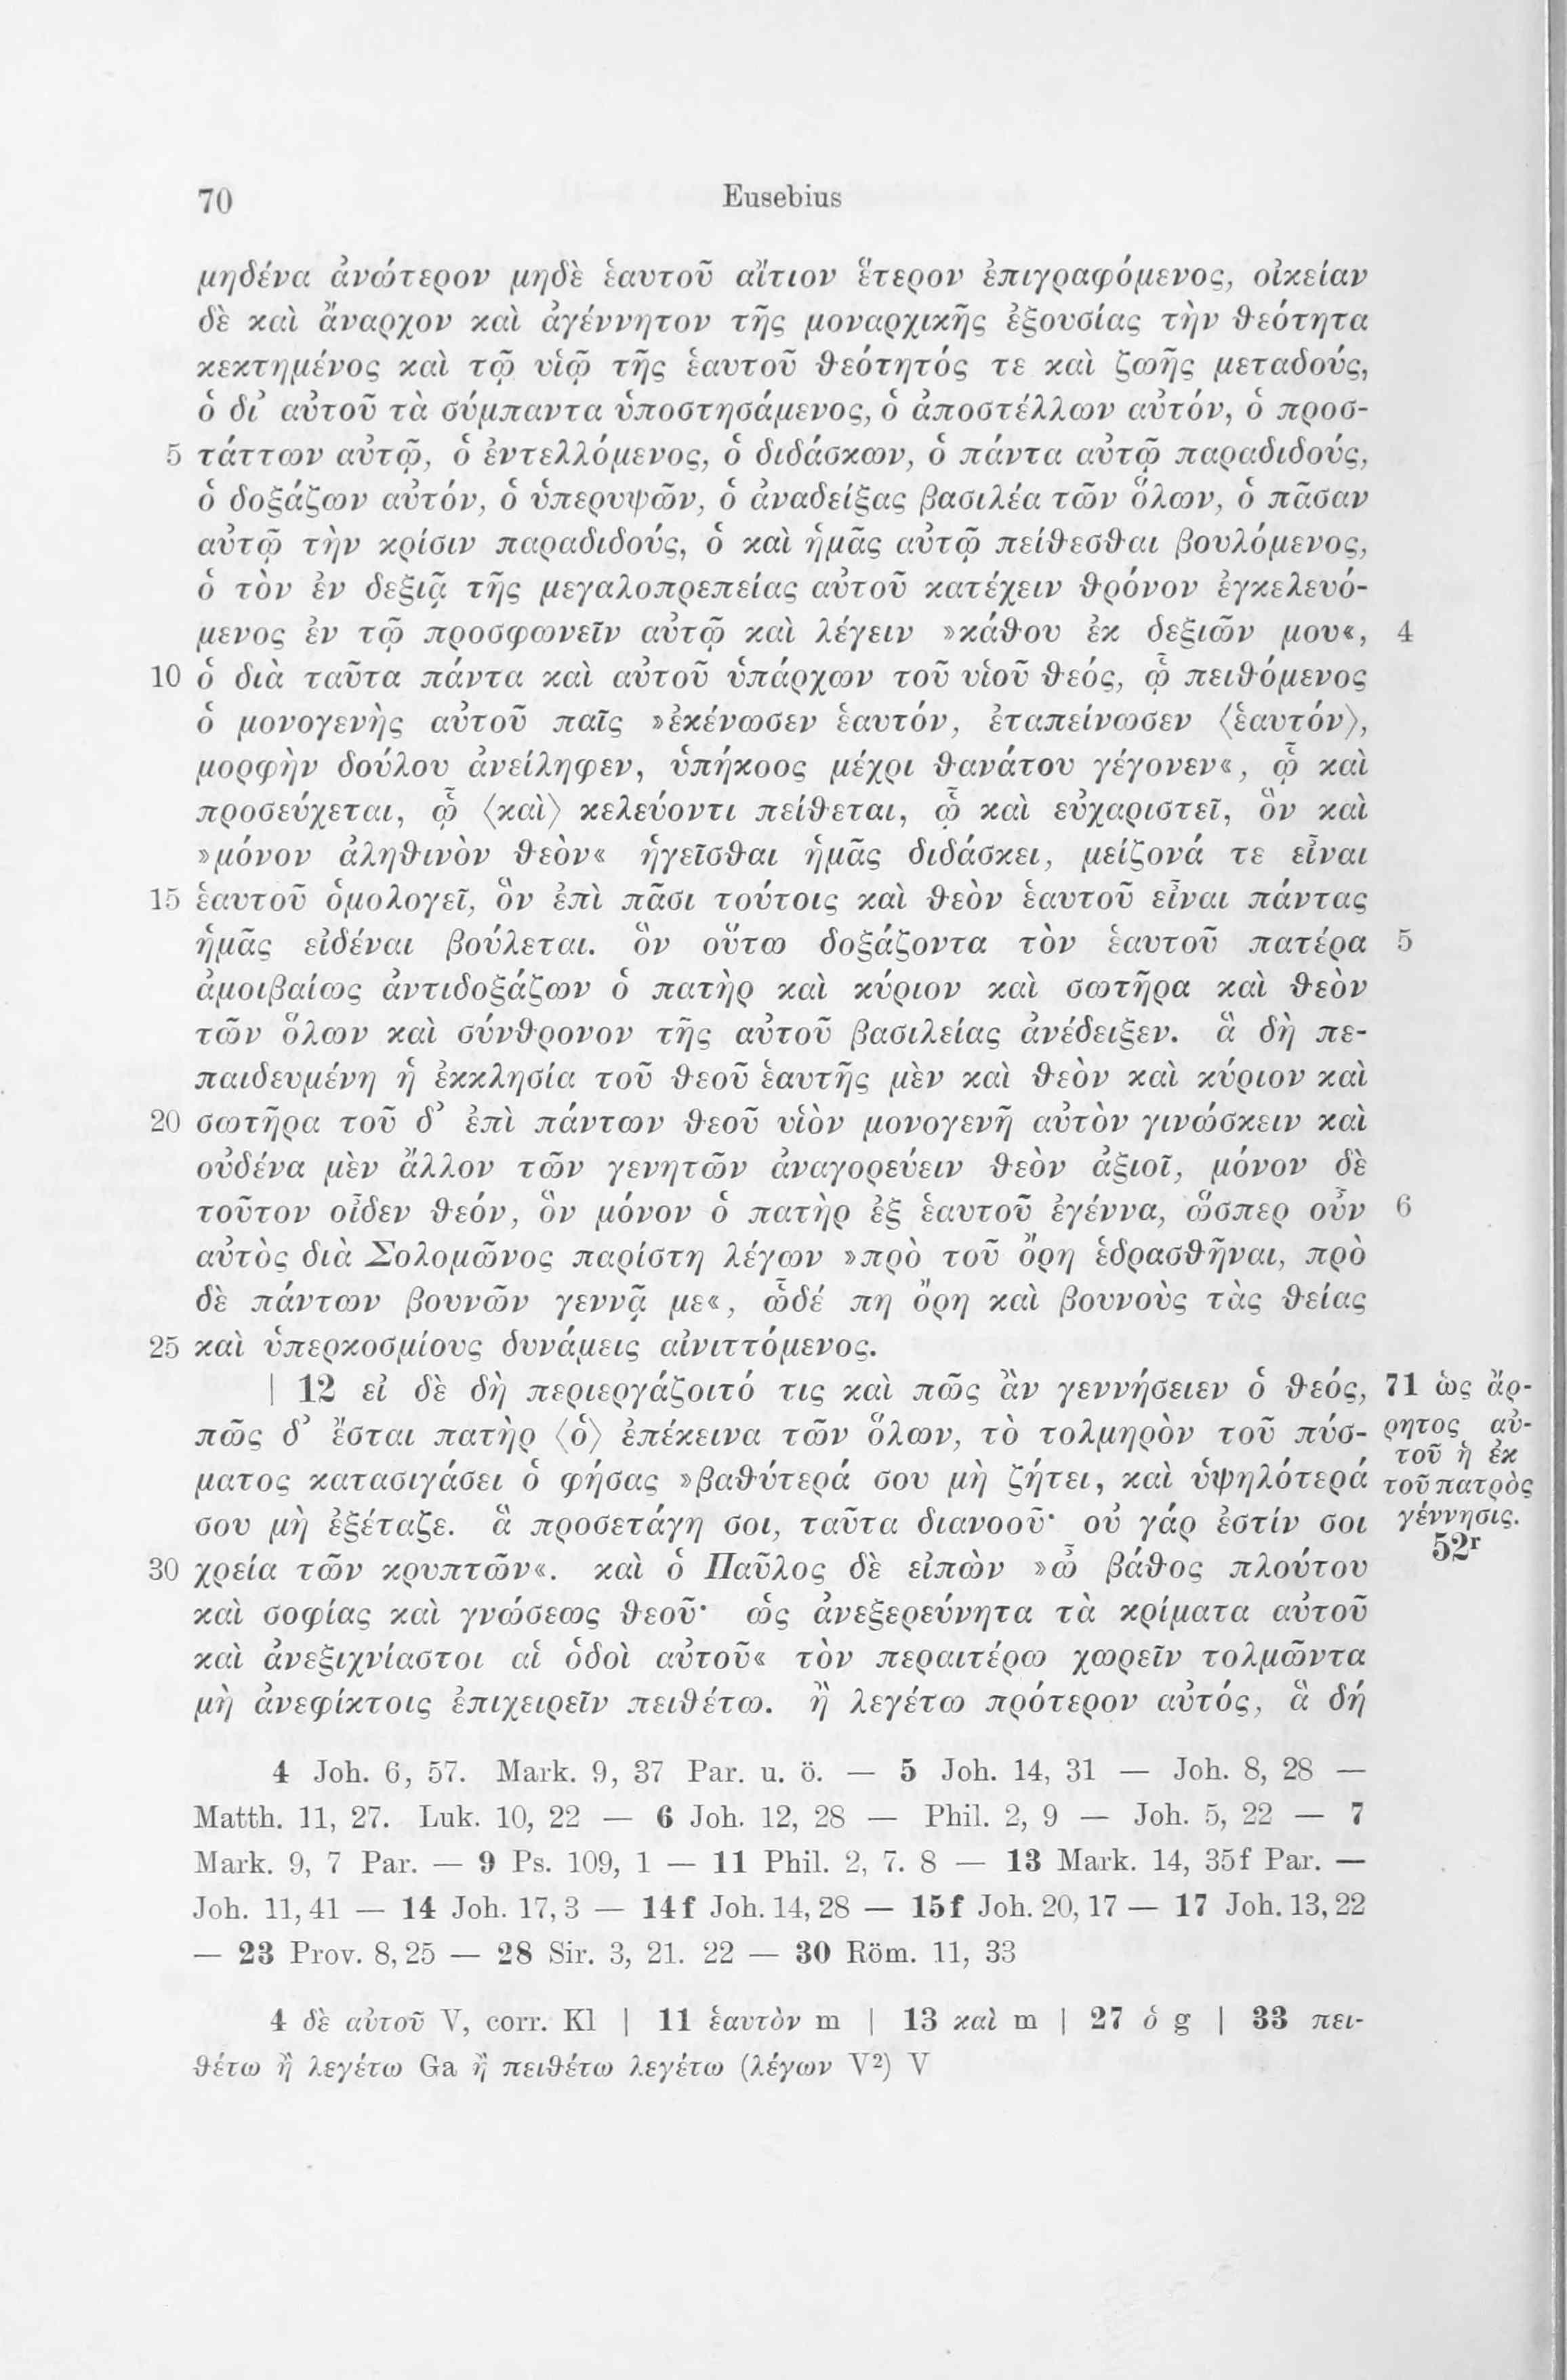 70 Eusebius
μηδένα ἀνώτερον μηδὲ ἑαυτοῦ αἴτιον ἕτερον ἐπιγραφόμενος, οἰκείαν
δὲ καὶ ἄναρχον καὶ ἀγέννητον τῆς μοναρχικῆς ἐξουσίας τὴν θεότητα
κεκτημένος καὶ τῷ υἱῷ τῆς ἑαυτοῦ θεότητός τε καὶ ζωῆς μεταδούς,
ὁ δι’ αὐτοῦ τὰ σύμπαντα ὑποστησάμενος, ὁ ἀποστέλλων αὐτόν, ὁ προσ-
5 τάττων αὐτῷ, ὁ ἐντελλόμενος, ὁ διδάσκων, ὁ πάντα αὐτῷ παραδιδούς,
ὁ δοξάζων αὐτόν, ὁ ὑπερυψῶν, ὁ ἀναδείξας βασιλέα τῶν ὅλων, ὁ πᾶσαν
αὐτῷ τὴν κρίσιν παραδιδούς, ὁ καὶ ἡμᾶς αὐτῷ πείθεσθαι βουλόμενος,
ὁ τὸν ἐν δεξιᾷ τῆς μεγαλοπρεπείας αὐτοῦ κατέχειν θρόνον ἐγκελευό-
μενος ἐν τῷ προσφωνεῖν αὐτῷ καὶ λέγειν »κάθου ἐκ δεξιῶν μου«, 4
10 ὁ διὰ ταῦτα πάντα καὶ αὐτοῦ ὑπάρχων τοῦ υἱοῦ θεός, ᾧ πειθόμενος
ὁ μονογενὴς αὐτοῦ παῖς »ἐκένωσεν ἑαυτόν, ἐταπείνωσεν ⟨ἑαυτόν⟩,
μορφὴν δούλου ἀνείληφεν, ὑπήκοος μέχρι θανάτου γέγονεν«, ᾧ καὶ
προσεύχεται, ᾧ ⟨καὶ⟩ κελεύοντι πείθεται, ᾧ καὶ εὐχαριστεῖ, ὃν καὶ
»μόνον ἀληθινὸν θεὸν« ἡγεῖσθαι ἡμᾶς διδάσκει, μείζονά τε εἶναι
15 ἑαυτοῦ ὁμολογεῖ, ὃν ἐπὶ πᾶσι τούτοις καὶ θεὸν ἑαυτοῦ εἶναι πάντας
ἡμᾶς εἰδέναι βούλεται. ὃν οὕτω δοξάζοντα τὸν ἑαυτοῦ πατέρα 5
ἀμοιβαίως ἀντιδοξάζων ὁ πατὴρ καὶ κύριον καὶ σωτῆρα καὶ θεὸν
τῶν ὅλων καὶ σύνθρονον τῆς αὐτοῦ βασιλείας ἀνέδειξεν. ἃ δὴ πε-
παιδευμένη ἡ ἐκκλησία τοῦ θεοῦ ἑαυτῆς μὲν καὶ θεὸν καὶ κύριον καὶ
20 σωτῆρα τοῦ δ’ ἐπὶ πάντων θεοῦ υἱὸν μονογενῆ αὐτὸν γινώσκειν καὶ
οὐδένα μὲν ἄλλον τῶν γενητῶν ἀναγορεύειν θεὸν ἀξιοῖ, μόνον δὲ
τοῦτον οἶδεν θεόν, ὃν μόνον ὁ πατὴρ ἐξ ἑαυτοῦ ἐγέννα, ὥσπερ οὖν 6
αὐτὸς διὰ Σολομῶνος παρίστη λέγων »πρὸ τοῦ ὄρη ἑδρασθῆναι, πρὸ
δὲ πάντων βουνῶν γεννᾷ με«, ὧδέ πη ὄρη καὶ βουνοὺς τὰς θείας
25 καὶ ὑπερκοσμίους δυνάμεις αἰνιττόμενος.
| 12 εἰ δὲ δὴ περιεργάζοιτό τις καὶ πῶς ἂν γεννήσειεν ὁ θεός,
πῶς δ’ ἔσται πατὴρ ⟨ὁ⟩ ἐπέκεινα τῶν ὅλων, τὸ τολμηρὸν τοῦ πύσ-
ματος κατασιγάσει ὁ φήσας »βαθύτερά σου μὴ ζήτει, καὶ ὑψηλότερά
σου μὴ ἐξέταζε. ἃ προσετάγη σοι, ταῦτα διανοοῦ· οὐ γάρ ἐστίν σοι
30 χρεία τῶν κρυπτῶν«. καὶ ὁ Παῦλος δὲ εἰπὼν »ὦ βάθος πλούτου
καὶ σοφίας καὶ γνώσεως θεοῦ· ὡς ἀνεξερεύνητα τὰ κρίματα αὐτοῦ
καὶ ἀνεξιχνίαστοι αἱ ὁδοὶ αὐτοῦ« τὸν περαιτέρω χωρεῖν τολμῶντα
μὴ ἀνεφίκτοις ἐπιχειρεῖν πειθέτω. ἢ λεγέτω πρότερον αὐτός, ἃ δή
71 ὡς ἄρ-
ρητος αὐ-
τοῦ ἡ ἐκ
τοῦ πατρὸς
γέννησις.
52r
4 Joh. 6, 57. Mark. 9, 37 Par. u. ö. — 5 Joh. 14, 31 — Joh. 8, 28 —
Matth. 11, 27. Luk. 10, 22 — 6 Joh. 12, 28 — Phil. 2, 9 — Joh. 5, 22 — 7
Mark. 9, 7 Par. — 9 Ps. 109, 1 — 11 Phil. 2, 7. 8 — 13 Mark. 14, 35f Par. —
Joh. 11, 41 — 14 Joh. 17, 3 — 14f Joh. 14, 28 — 15f Joh. 20, 17 — 17 Joh. 13, 22
— 23 Prov. 8, 25 — 28 Sir. 3, 21. 22 — 30 Röm. 11, 33
4 δὲ αὐτοῦ V, corr. Kl | 11 ἑαυτὸν m | 13 καὶ m | 27 ὁ g | 33 πει-
θέτω ἢ λεγέτω Ga ἢ πειθέτω λεγέτω (λέγων V2) V